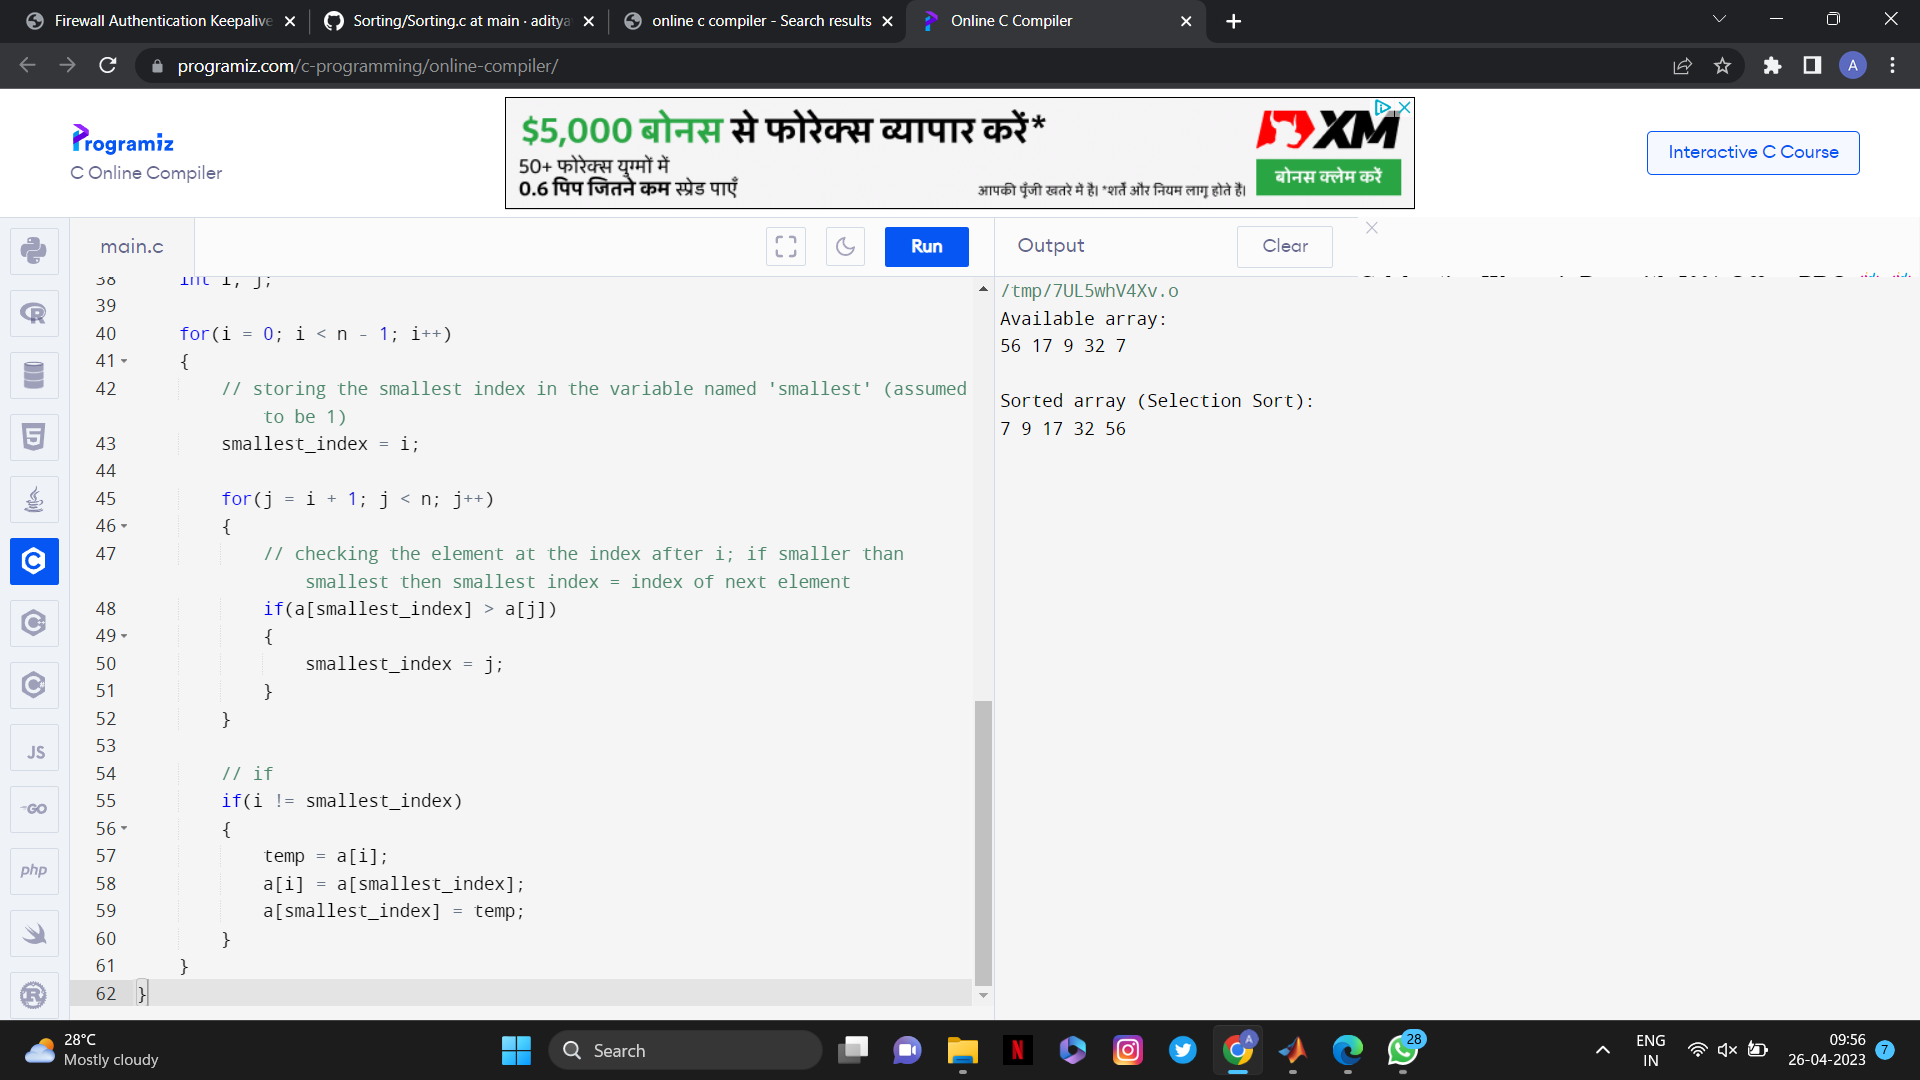 Firewall Authentication Keepalive
Sorting/Sorting.c at main · aditya
online c compiler - Search results
Online C Compiler
programiz.com/c-programming/online-compiler/
A
Programiz
C Online Compiler
$5,000 बोनस से फोरेक्स व्यापार करें*
50+ फोरेक्स युग्मों में
0.6 पिप जितने कम स्प्रेड पाएँ
आपकी पूँजी खतरे में है। *शर्तें और नियम लागू होते हैं।
XM
बोनस क्लेम करें
Interactive C Course
main.c
Run
Output
Clear
38 int i, j;
39
40 for(i = 0; i < n - 1; i++)
41 {
42 // storing the smallest index in the variable named 'smallest' (assumed
to be 1)
43 smallest_index = i;
44
45 for(j = i + 1; j < n; j++)
46 {
47 // checking the element at the index after i; if smaller than
smallest then smallest index = index of next element
48 if(a[smallest_index] > a[j])
49 {
50 smallest_index = j;
51 }
52 }
53
54 // if
55 if(i != smallest_index)
56 {
57 temp = a[i];
58 a[i] = a[smallest_index];
59 a[smallest_index] = temp;
60 }
61 }
62 }
/tmp/7UL5whV4Xv.o
Available array:
56 17 9 32 7
Sorted array (Selection Sort):
7 9 17 32 56
R
5
C
JS
GO
php
R
28°C
Mostly cloudy
Search
N
A
28
ENG
IN
09:56
26-04-2023
7